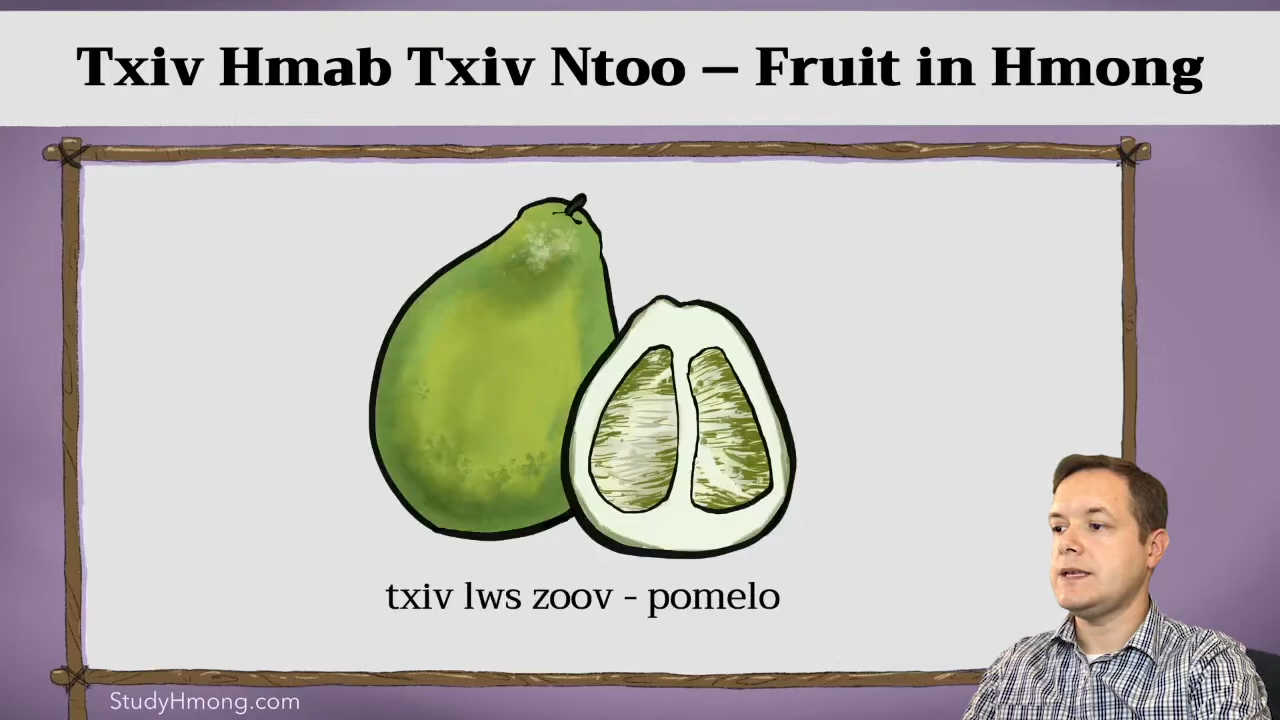 Txiv Hmab Txiv Ntoo – Fruit in Hmong
txiv lws zoov - pomelo
StudyHmong.com